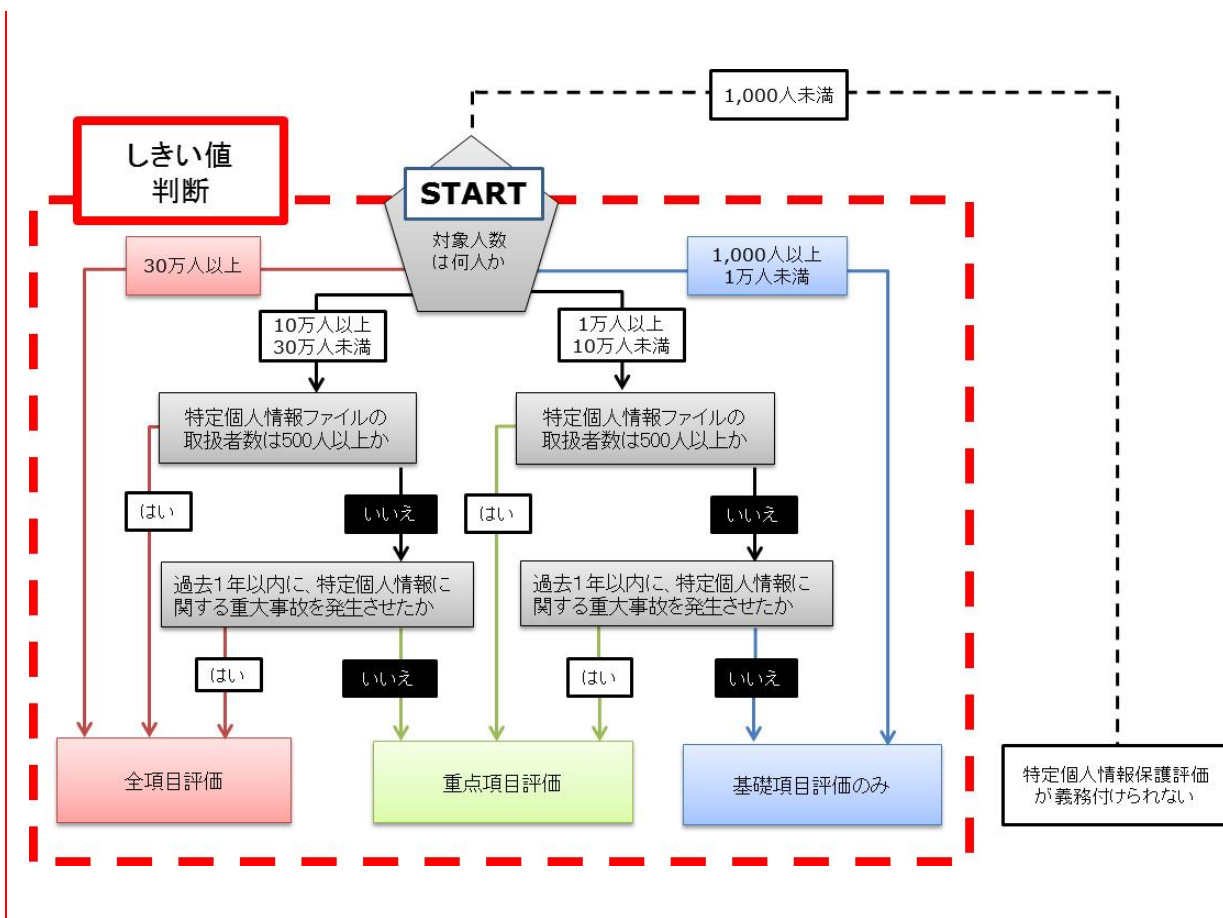 1,000人未満
しきい値
判断
START
対象人数
は何人か
30万人以上
1,000人以上
1万人未満
10万人以上
30万人未満
1万人以上
10万人未満
特定個人情報ファイルの
取扱者数は500人以上か
特定個人情報ファイルの
取扱者数は500人以上か
はい
いいえ
はい
いいえ
過去1年以内に、特定個人情報に
関する重大事故を発生させたか
過去1年以内に、特定個人情報に
関する重大事故を発生させたか
はい
いいえ
はい
いいえ
全項目評価
重点項目評価
基礎項目評価のみ
特定個人情報保護評価
が義務付けられない